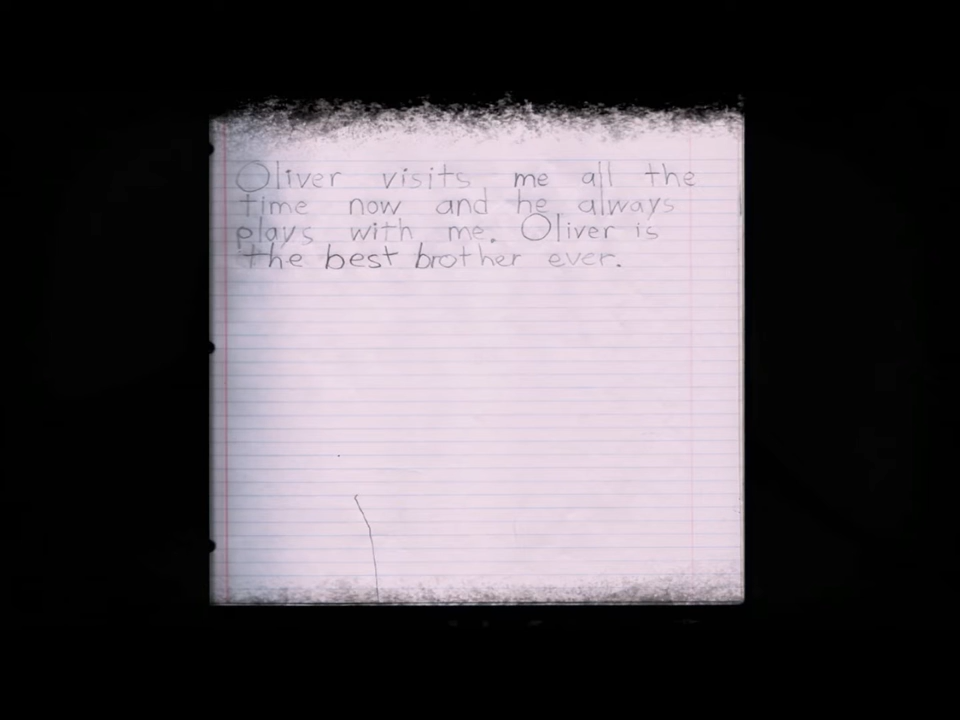 Oliver visits me all the
time now and he always
plays with me. Oliver is
the best brother ever.